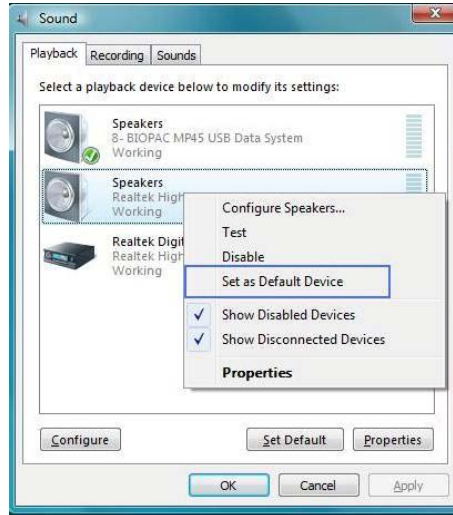 Sound
Playback
Recording
Sounds
Select a playback device below to modify its settings:
Speakers
8- BIOPAC MP45 USB Data System
Working
Speakers
Realtek High
Working
Realtek Digit
Realtek High
Working
Configure Speakers...
Test
Disable
Set as Default Device
Show Disabled Devices
Show Disconnected Devices
Properties
Configure
Set Default
Properties
OK
Cancel
Apply